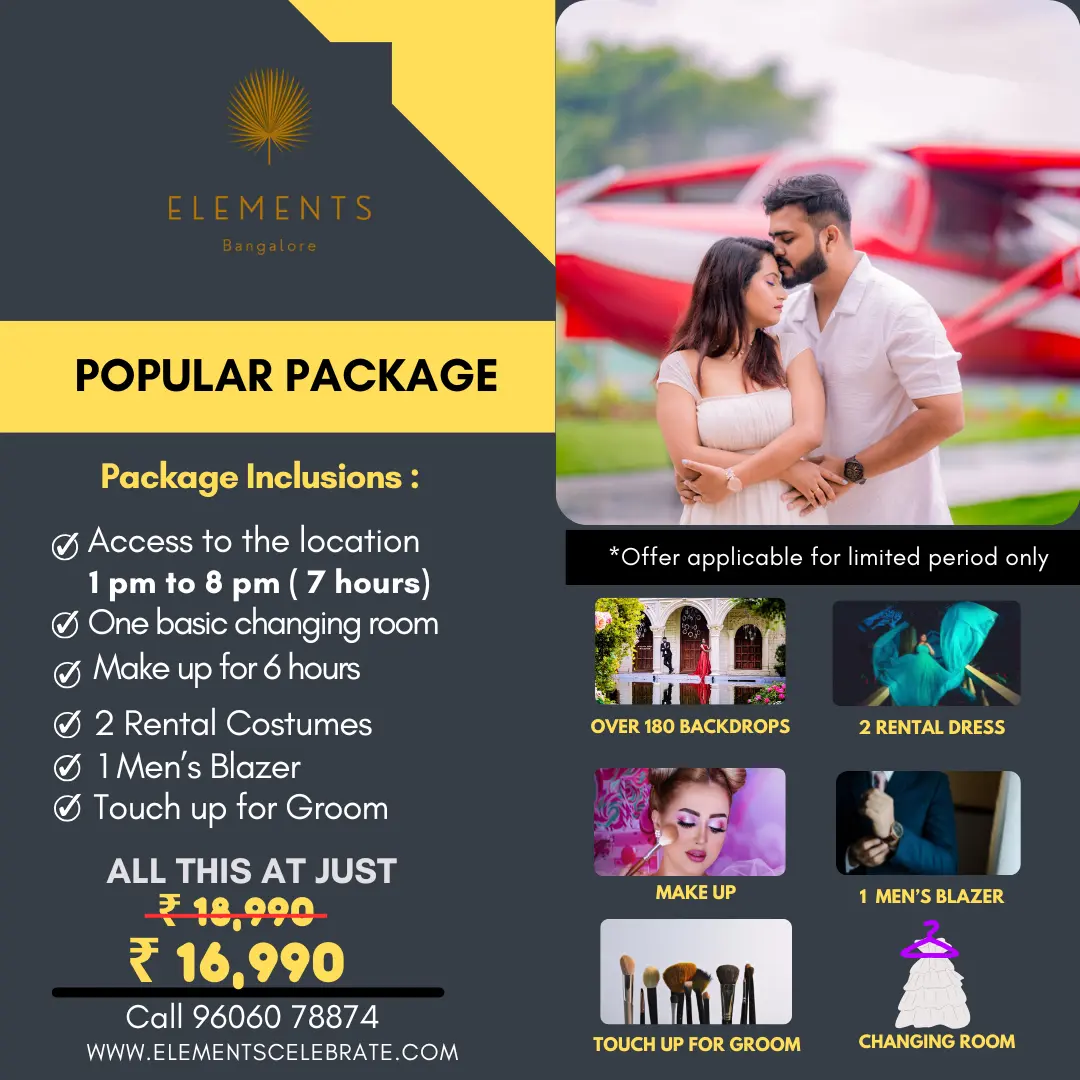 ELEMENTS
Bangalore
POPULAR PACKAGE
Package Inclusions :
Access to the location
1 pm to 8 pm ( 7 hours)
One basic changing room
Make up for 6 hours
2 Rental Costumes
1 Men's Blazer
Touch up for Groom
ALL THIS AT JUST
₹ 18,990
₹ 16,990
Call 96060 78874
WWW.ELEMENTSCELEBRATE.COM
*Offer applicable for limited period only
OVER 180 BACKDROPS
2 RENTAL DRESS
MAKE UP
1 MEN'S BLAZER
TOUCH UP FOR GROOM
CHANGING ROOM